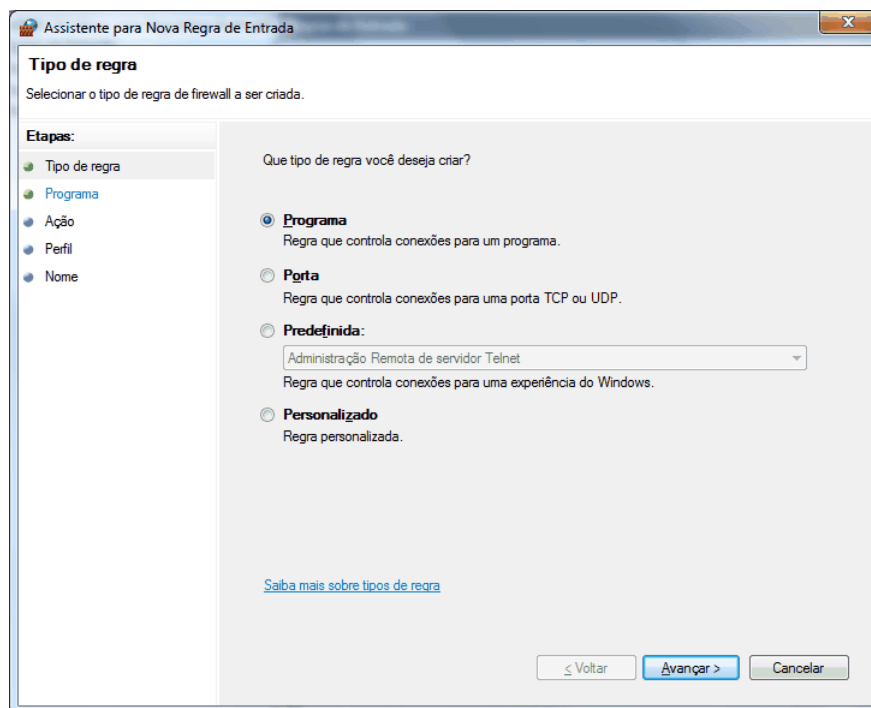 Assistente para Nova Regra de Entrada
X
Tipo de regra
Selecionar o tipo de regra de firewall a ser criada.
Etapas:
Tipo de regra
Programa
Ação
Perfil
Nome
Que tipo de regra você deseja criar?
Programa
Regra que controla conexões para um programa.
Porta
Regra que controla conexões para uma porta TCP ou UDP.
Predefinida:
Administração Remota de servidor Telnet
Regra que controla conexões para uma experiência do Windows.
Personalizado
Regra personalizada.
Saiba mais sobre tipos de regra
< Voltar
Avançar >
Cancelar